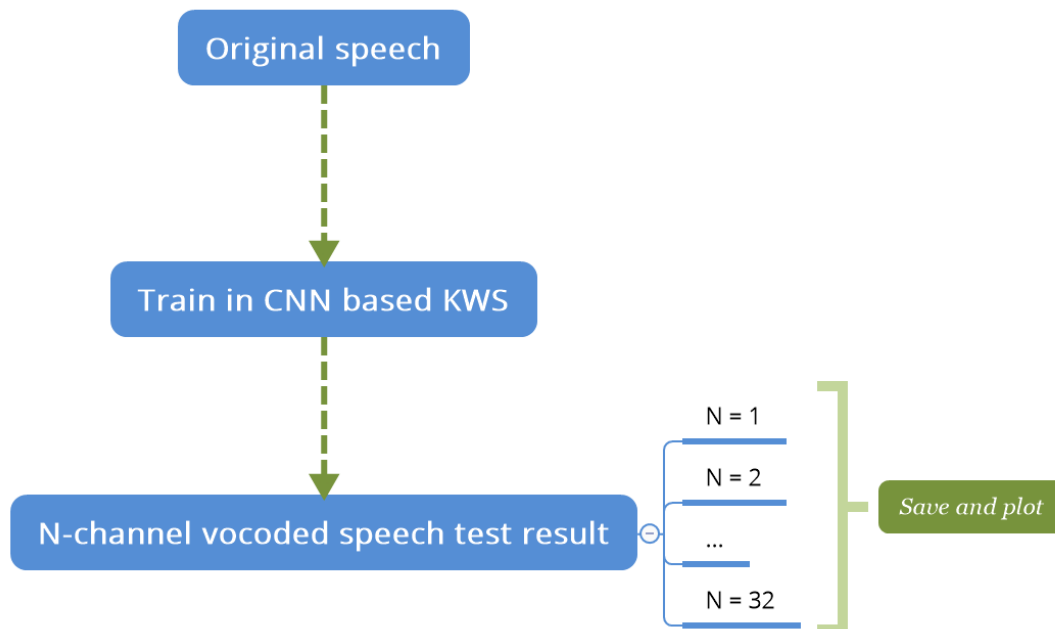 Original speech
Train in CNN based KWS
N-channel vocoded speech test result
N = 1
N = 2
...
N = 32
Save and plot